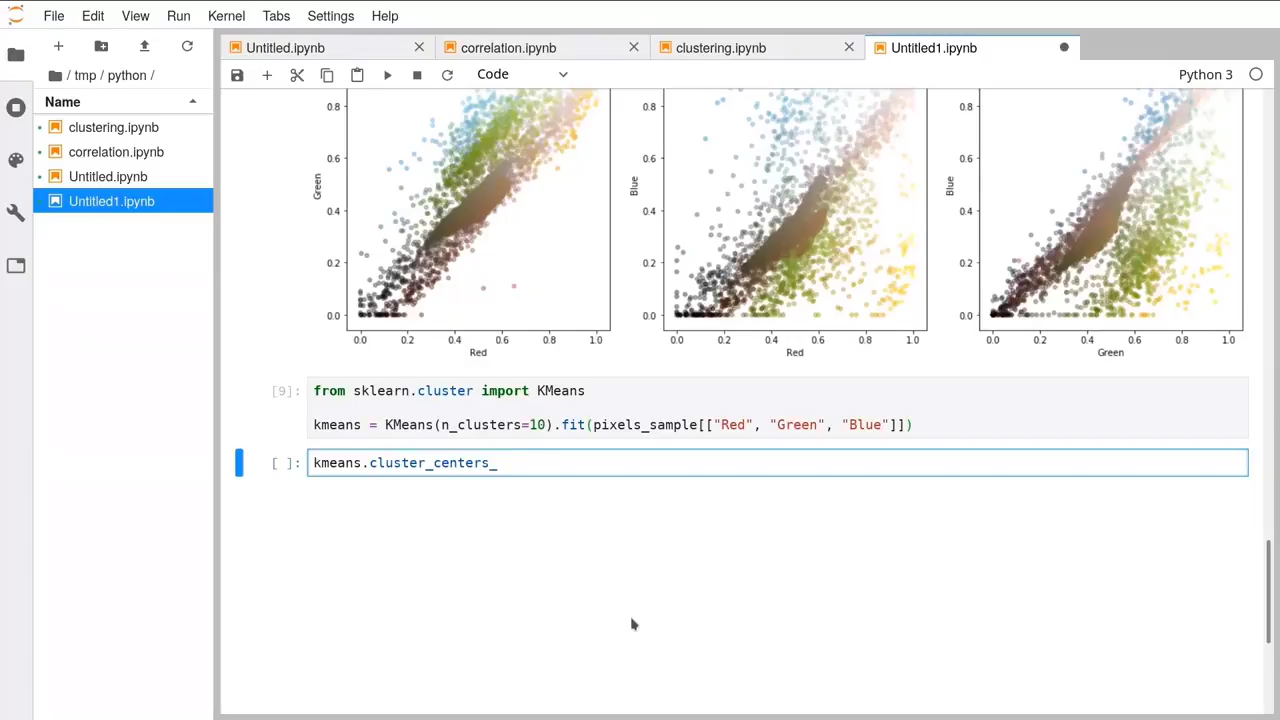 File Edit View Run Kernel Tabs Settings Help
Untitled.ipynb correlation.ipynb clustering.ipynb Untitled1.ipynb
/ tmp / python /
Code Python 3
Name
clustering.ipynb
correlation.ipynb
Untitled.ipynb
Untitled1.ipynb
0.8 0.8 0.8
0.6 0.6 0.6
Green Blue Blue
0.4 0.4 0.4
0.2 0.2 0.2
0.0 0.0 0.0
0.0 0.2 0.4 0.6 0.8 1.0 0.0 0.2 0.4 0.6 0.8 1.0 0.0 0.2 0.4 0.6 0.8 1.0
Red Red Green
[9]: from sklearn.cluster import KMeans
kmeans = KMeans(n_clusters=10).fit(pixels_sample[["Red", "Green", "Blue"]])
[ ]: kmeans.cluster_centers_